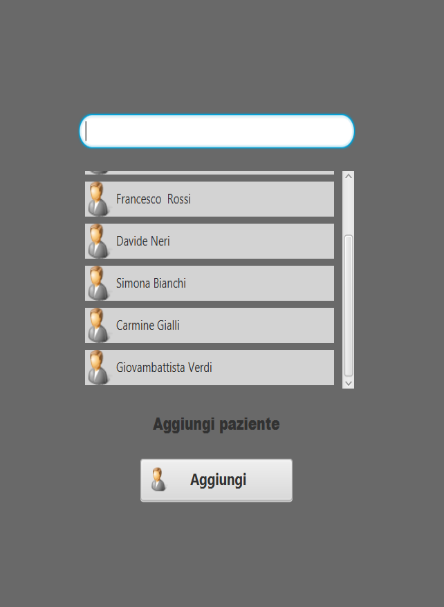 Francesco Rossi
Davide Neri
Simona Bianchi
Carmine Gialli
Giovambattista Verdi
Aggiungi paziente
Aggiungi